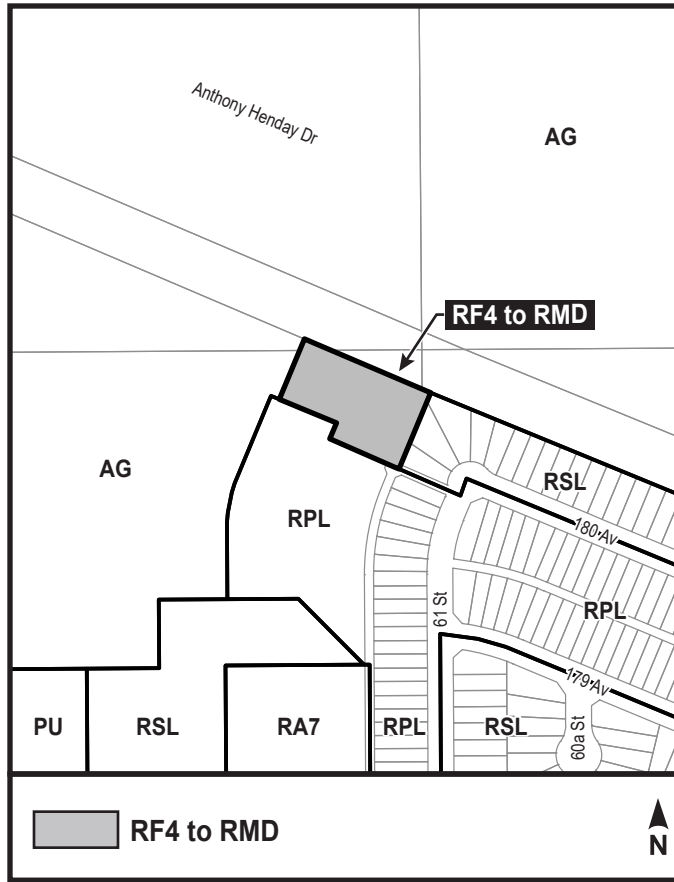 Anthony Henday Dr
AG
RF4 to RMD
AG
RSL
RPL
180 Av
61 St
RPL
179 Av
PU
RSL
RA7
RPL
RSL
60a St
RF4 to RMD
N